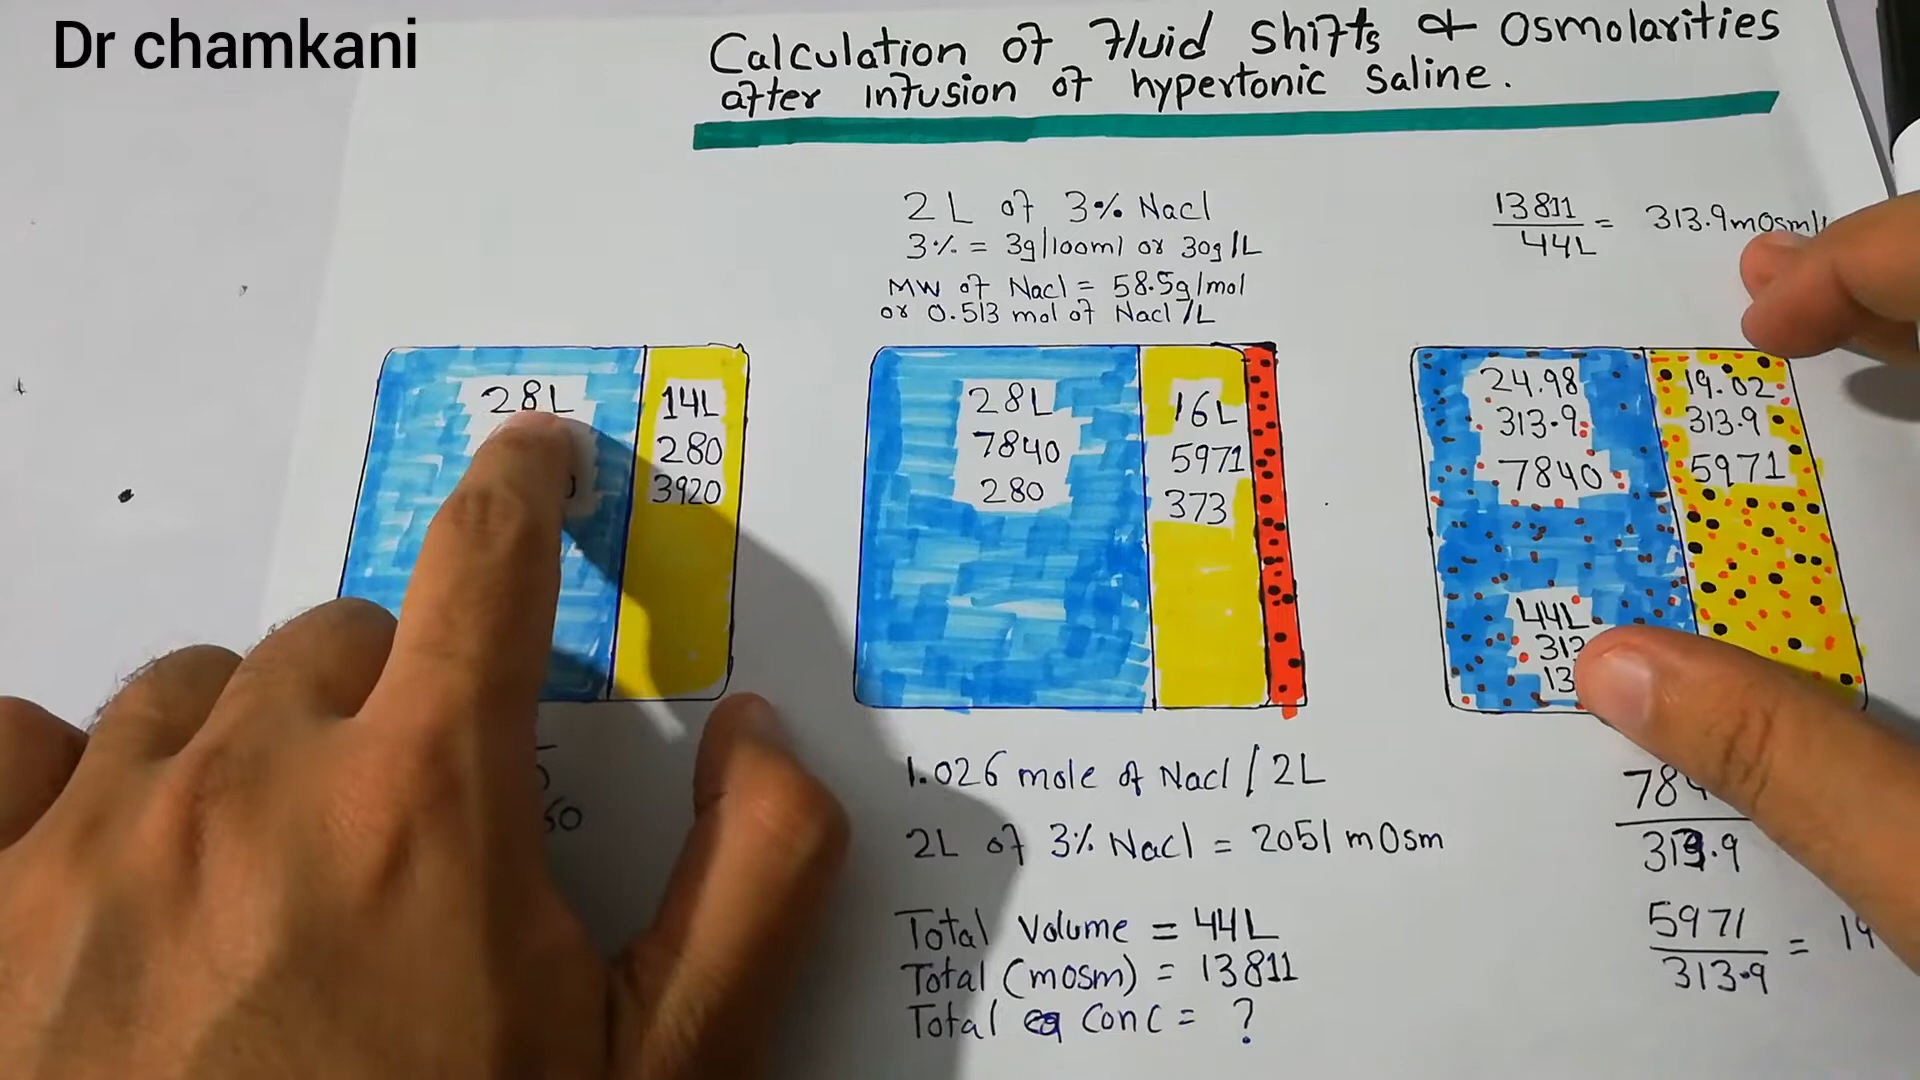 Dr chamkani
Calculation of Fluid Shifts & Osmolarities
after infusion of hypertonic Saline.
2 L of 3% Nacl
3% = 3g/100ml or 30g/L
MW of Nacl = 58.5g/mol
or 0.513 mol of Nacl/L
13811
44L
= 313.9mOsm/
28L
14L
280
3920
28L
7840
280
16L
5971
373
24.98
313.9
7840
19.02
313.9
5971
44L
1.026 mole of Nacl / 2L
2L of 3% Nacl = 2051 mOsm
Total Volume = 44L
Total (mosm) = 13811
Total eq Conc = ?
313.9
5971
313.9
=